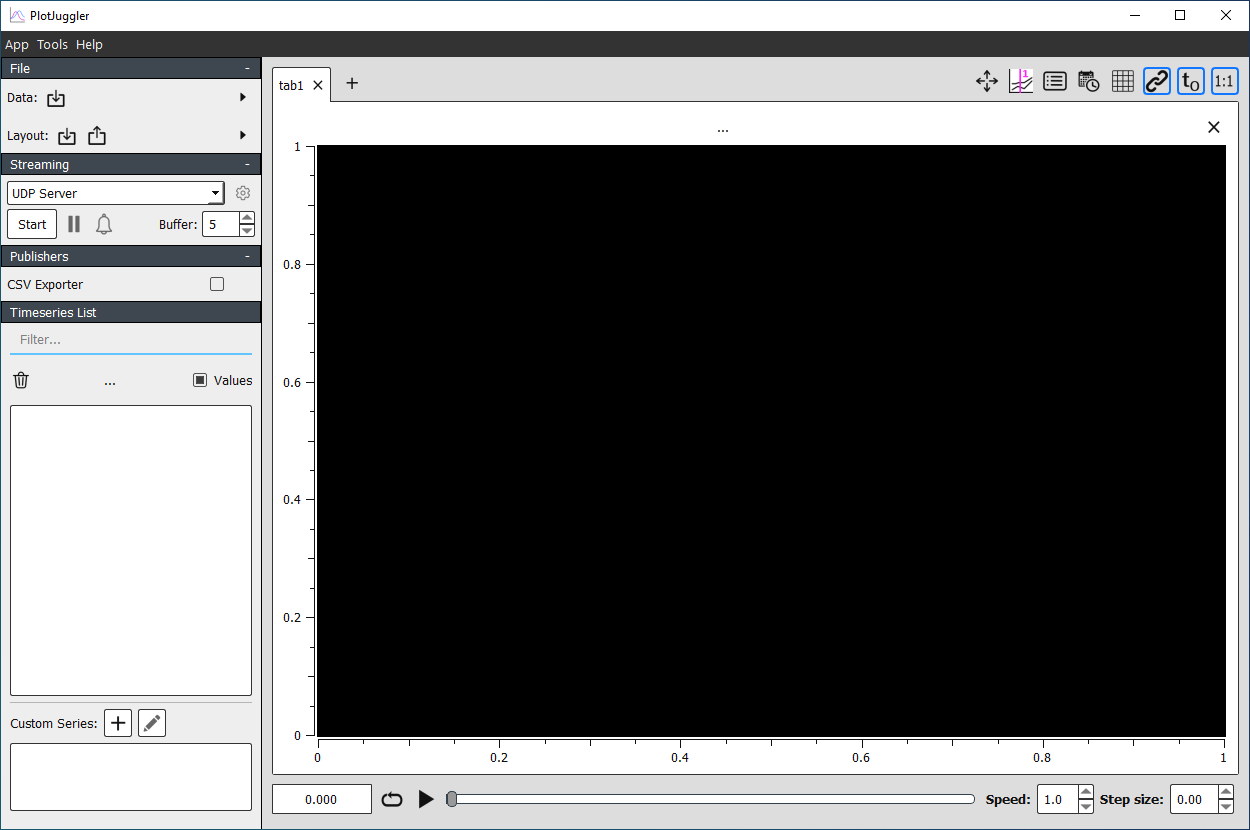 PlotJuggler
App Tools Help
File -
Data:
Layout:
Streaming -
UDP Server
Start Buffer: 5
Publishers -
CSV Exporter
Timeseries List
Filter...
... Values
Custom Series:
tab1
1
t0 1:1
...
1
0.8
0.6
0.4
0.2
0
0 0.2 0.4 0.6 0.8 1
0.000 Speed: 1.0 Step size: 0.00